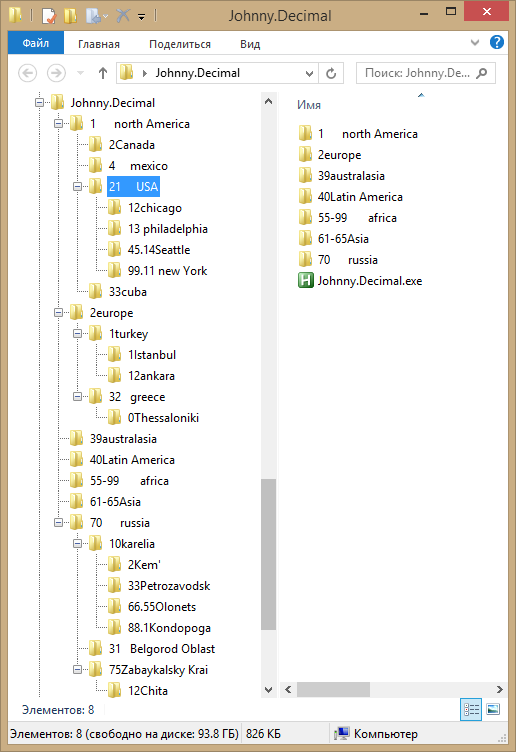 Johnny.Decimal
Файл Главная Поделиться Вид
Johnny.Decimal Поиск: Johnny.De...
Johnny.Decimal
1 north America
2Canada
4 mexico
21 USA
12chicago
13 philadelphia
45.14Seattle
99.11 new York
33cuba
2europe
1turkey
1Istanbul
12ankara
32 greece
0Thessaloniki
39australasia
40Latin America
55-99 africa
61-65Asia
70 russia
10karelia
2Kem'
33Petrozavodsk
66.55Olonets
88.1Kondopoga
31 Belgorod Oblast
75Zabaykalsky Krai
12Chita
Имя
1 north America
2europe
39australasia
40Latin America
55-99 africa
61-65Asia
70 russia
Johnny.Decimal.exe
Элементов: 8
Элементов: 8 (свободно на диске: 93.8 ГБ) 826 КБ Компьютер